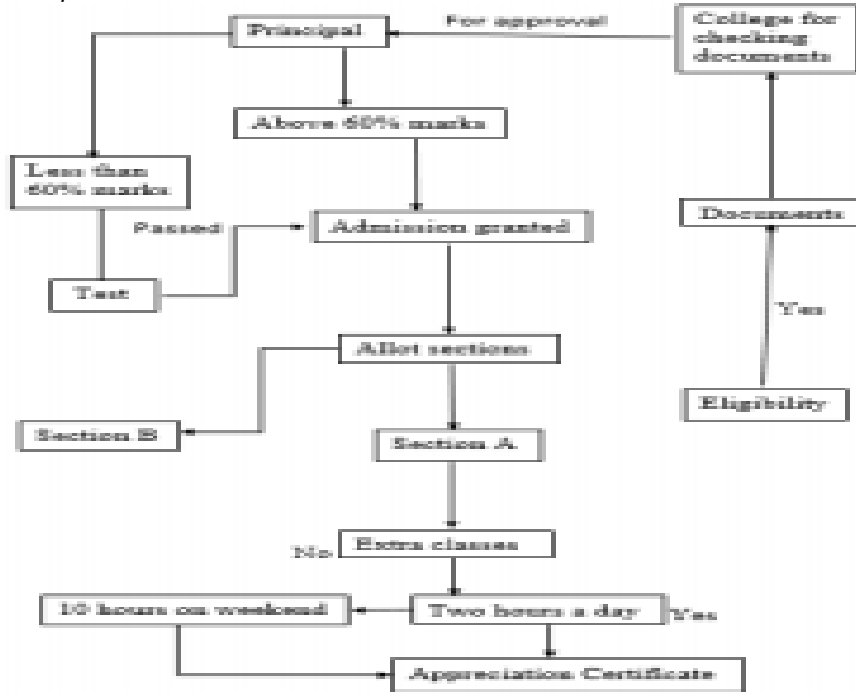 Principal
For approval
College for
checking
documents
Above 60% marks
Less than
60% marks
Passed
Admission granted
Documents
Test
Yes
Allot sections
Eligibility
Section B
Section A
No
Extra classes
10 hours on weekend
Two hours a day
Yes
Appreciation Certificate